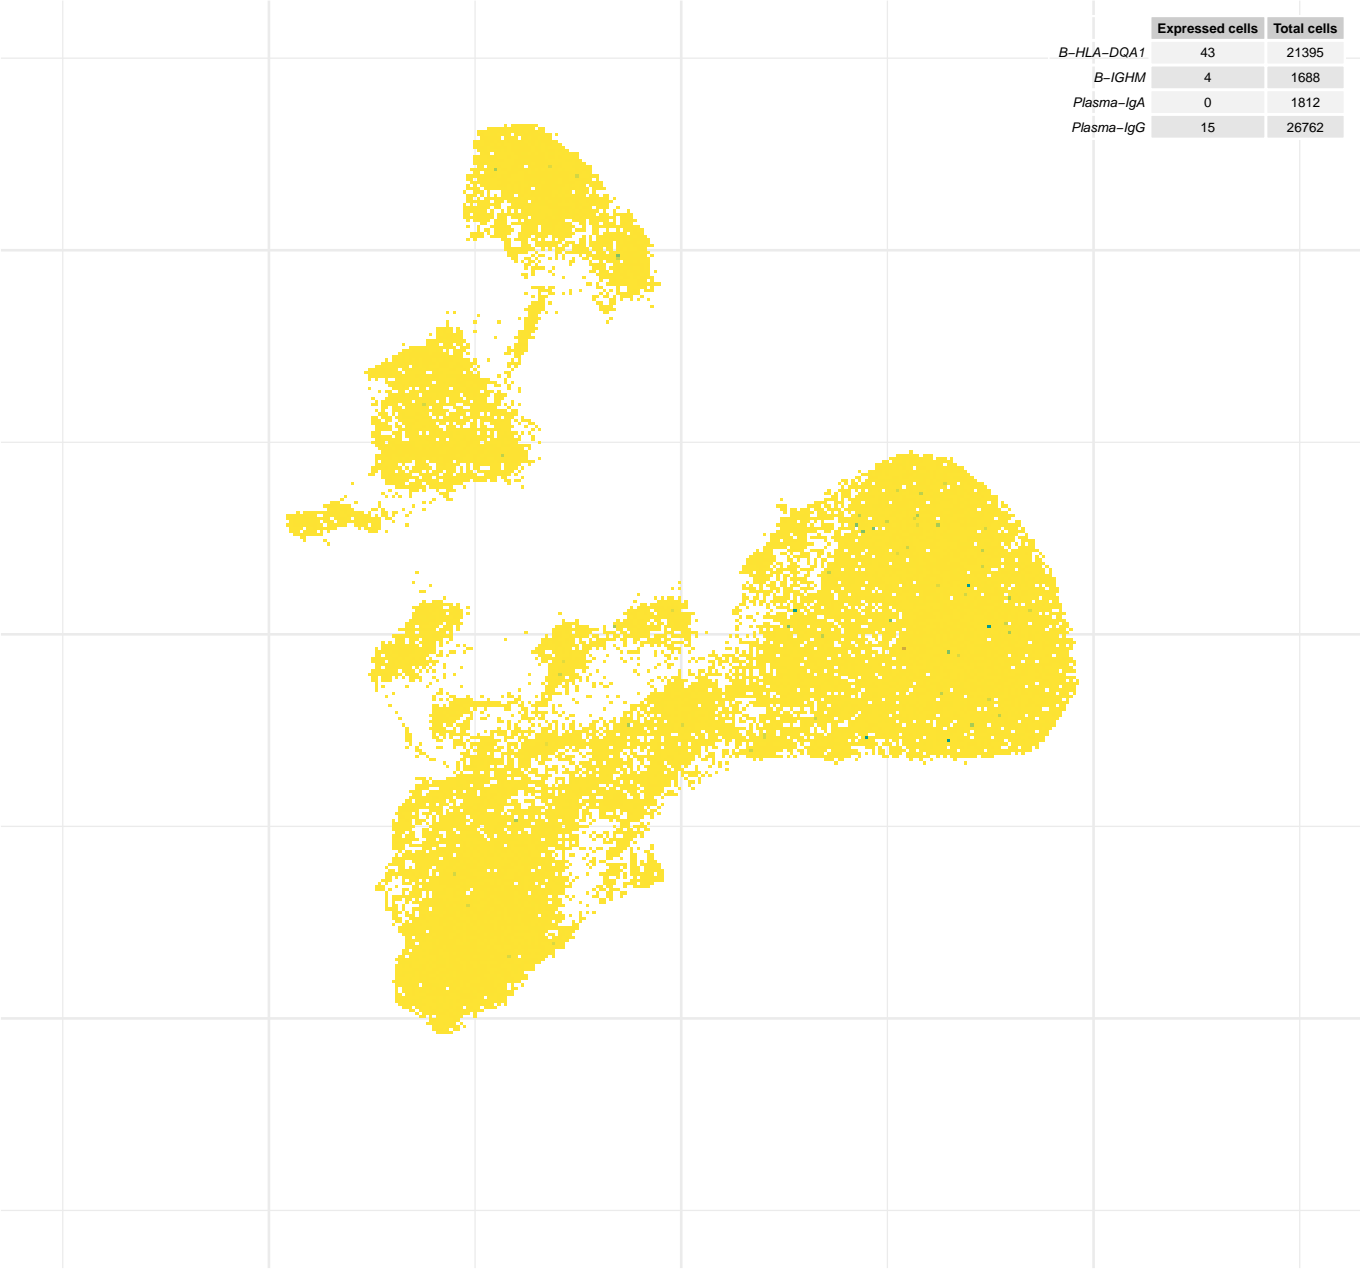 Expressed cells Total cells
B−HLA−DQA1 43 21395
B−IGHM 4 1688
Plasma−IgA 0 1812
Plasma−IgG 15 26762